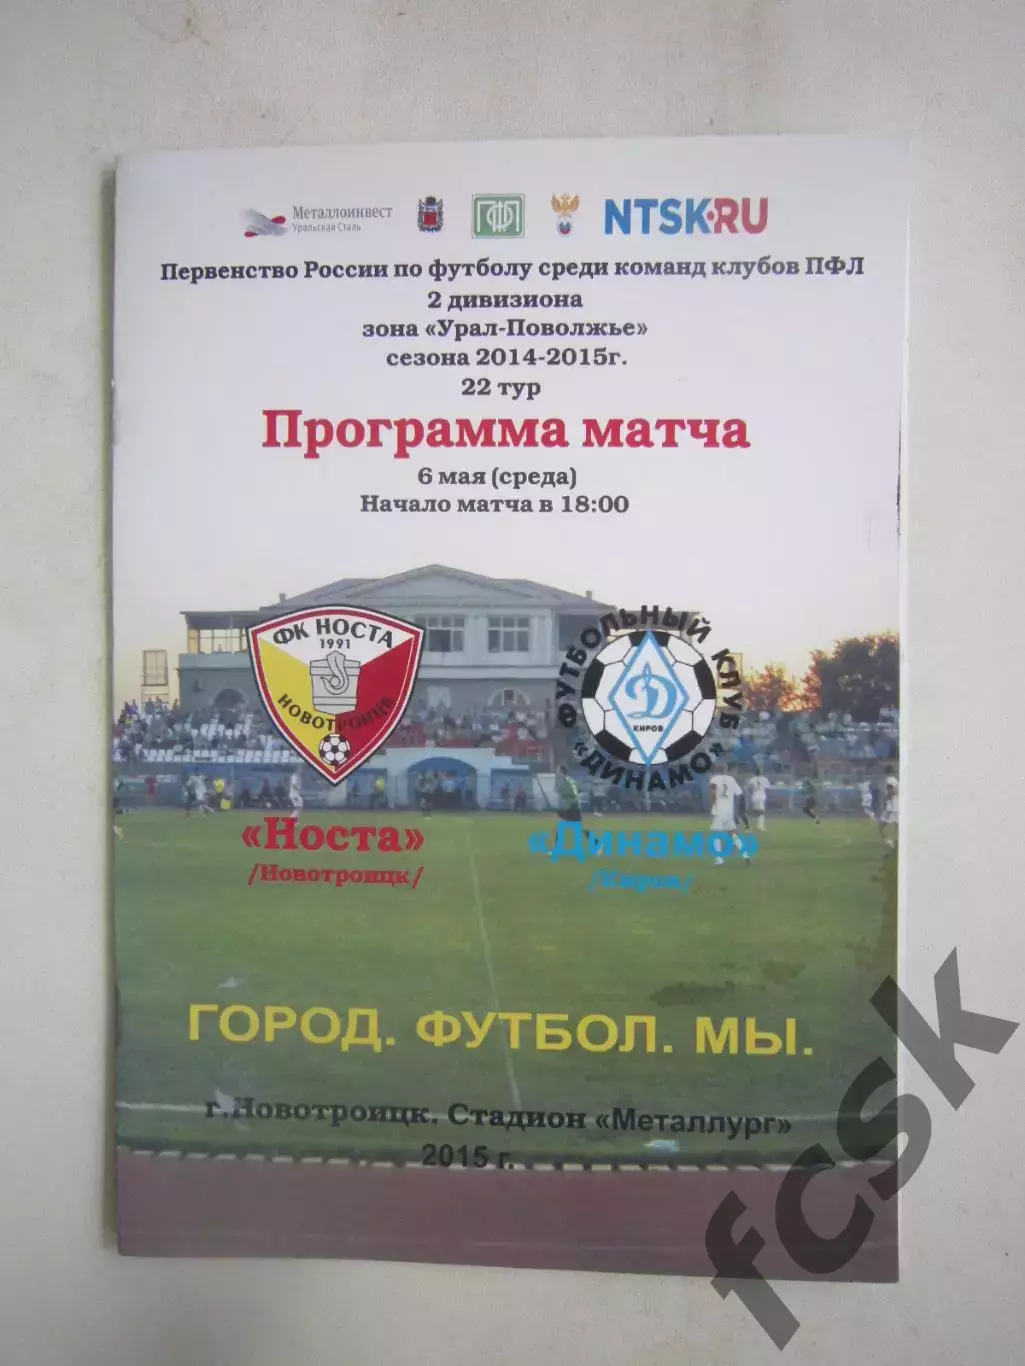 Металлоинвест
Уральская Сталь
ПФЛ
NTSK.RU
Первенство России по футболу среди команд клубов ПФЛ
2 дивизиона
зона «Урал-Поволжье»
сезона 2014-2015г.
22 тур
Программа матча
6 мая (среда)
Начало матча в 18:00
ФК НОСТА
1991
НОВОТРОИЦК
ФУТБОЛЬНЫЙ КЛУБ
Д
КИРОВ
«ДИНАМО»
«Носта»
/Новотроицк/
«Динамо»
/Киров/
ГОРОД. ФУТБОЛ. МЫ.
г.Новотроицк. Стадион «Металлург»
2015 г.
fcsk